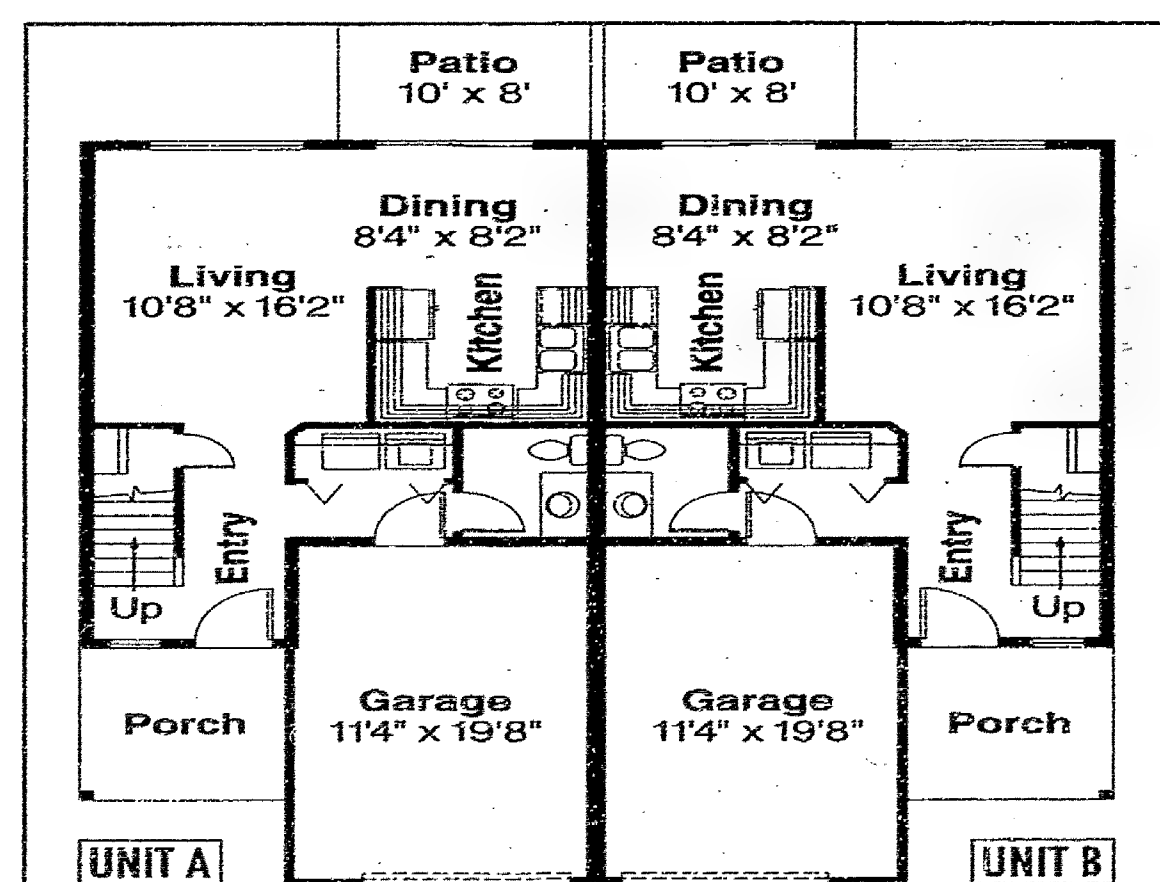 Patio
10' x 8'
Patio
10' x 8'
Dining
8'4" x 8'2"
Dining
8'4" x 8'2"
Living
10'8" x 16'2"
Kitchen
Kitchen
Living
10'8" x 16'2"
Entry
Up
Entry
Up
Porch
Garage
11'4" x 19'8"
Garage
11'4" x 19'8"
Porch
UNIT A
UNIT B